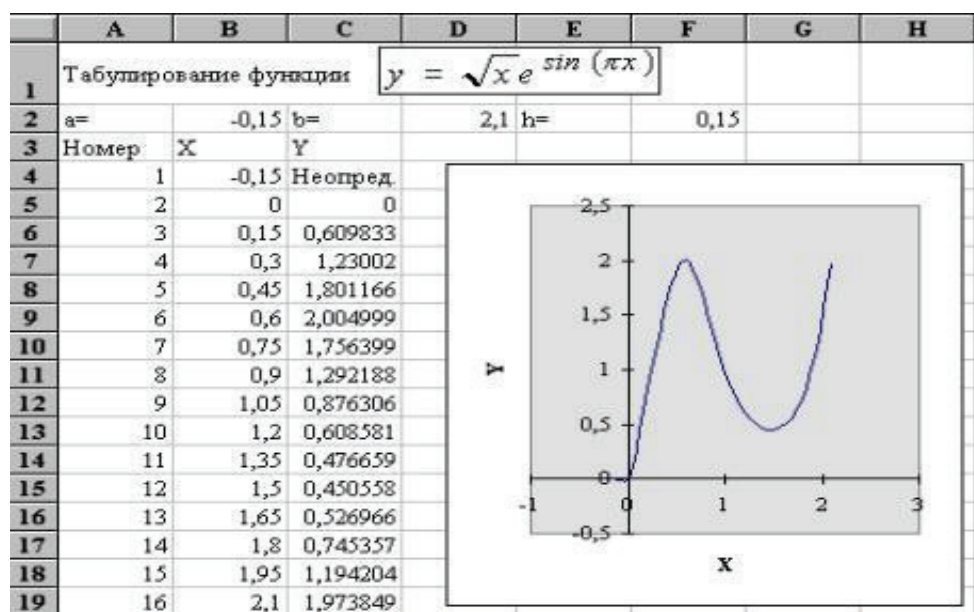 A B C D E F G H
1 Табулирование функции y = √x e sin (πx)
2 a= -0,15 b= 2,1 h= 0,15
3 Номер X Y
4 1 -0,15 Неопред.
5 2 0 0
6 3 0,15 0,609833
7 4 0,3 1,23002
8 5 0,45 1,801166
9 6 0,6 2,004999
10 7 0,75 1,756399
11 8 0,9 1,292188
12 9 1,05 0,876306
13 10 1,2 0,608581
14 11 1,35 0,476659
15 12 1,5 0,450558
16 13 1,65 0,526966
17 14 1,8 0,745357
18 15 1,95 1,194204
19 16 2,1 1,973849
2,5
2
1,5
Y
1
0,5
0
-1 0 1 2 3
-0,5
X